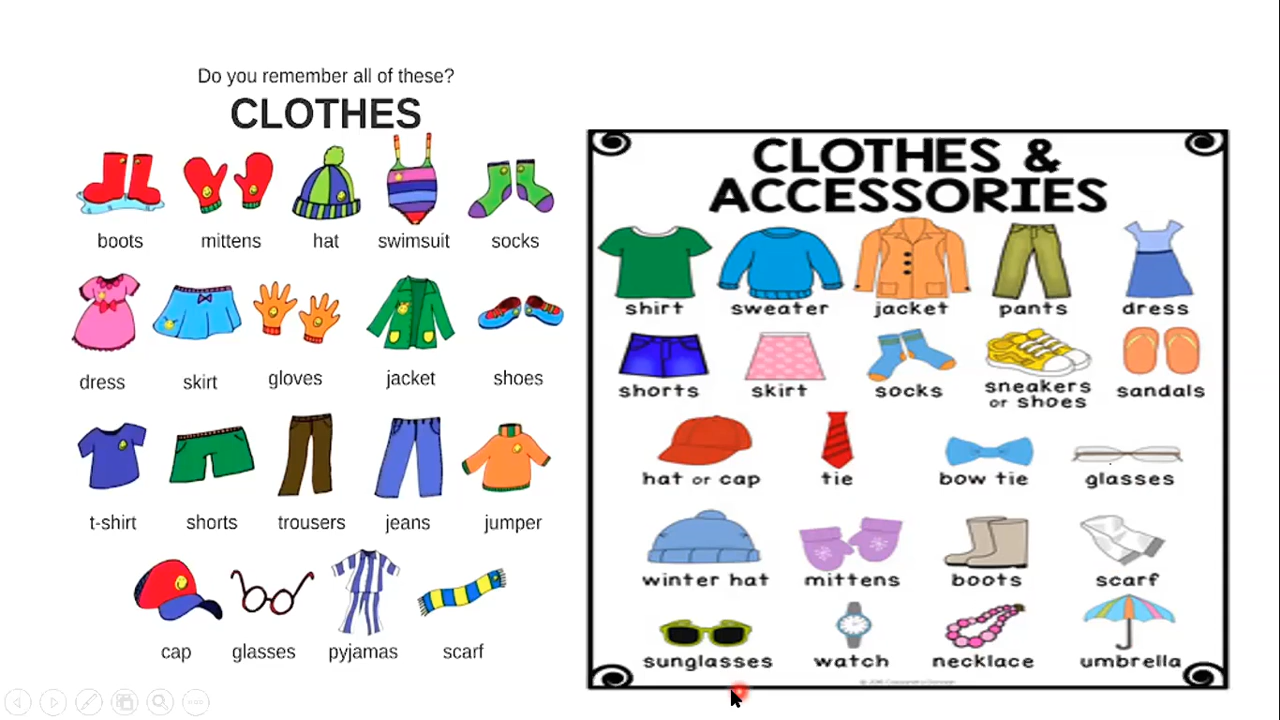 Do you remember all of these?
CLOTHES
boots mittens hat swimsuit socks
dress skirt gloves jacket shoes
t-shirt shorts trousers jeans jumper
cap glasses pyjamas scarf
CLOTHES &
ACCESSORIES
shirt sweater jacket pants dress
shorts skirt socks sneakers or shoes sandals
hat or cap tie bow tie glasses
winter hat mittens boots scarf
sunglasses watch necklace umbrella